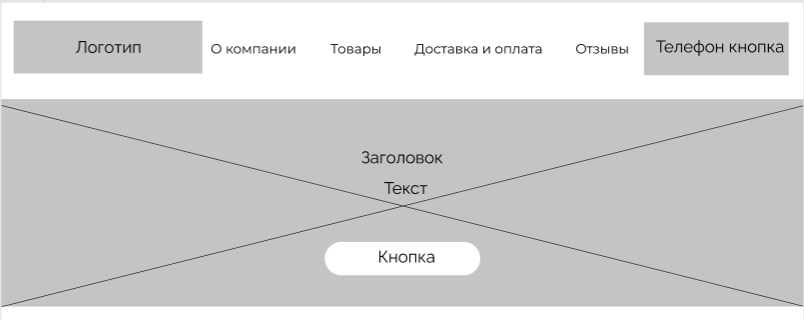 Логотип О компании Товары Доставка и оплата Отзывы Телефон кнопка
Заголовок
Текст
Кнопка